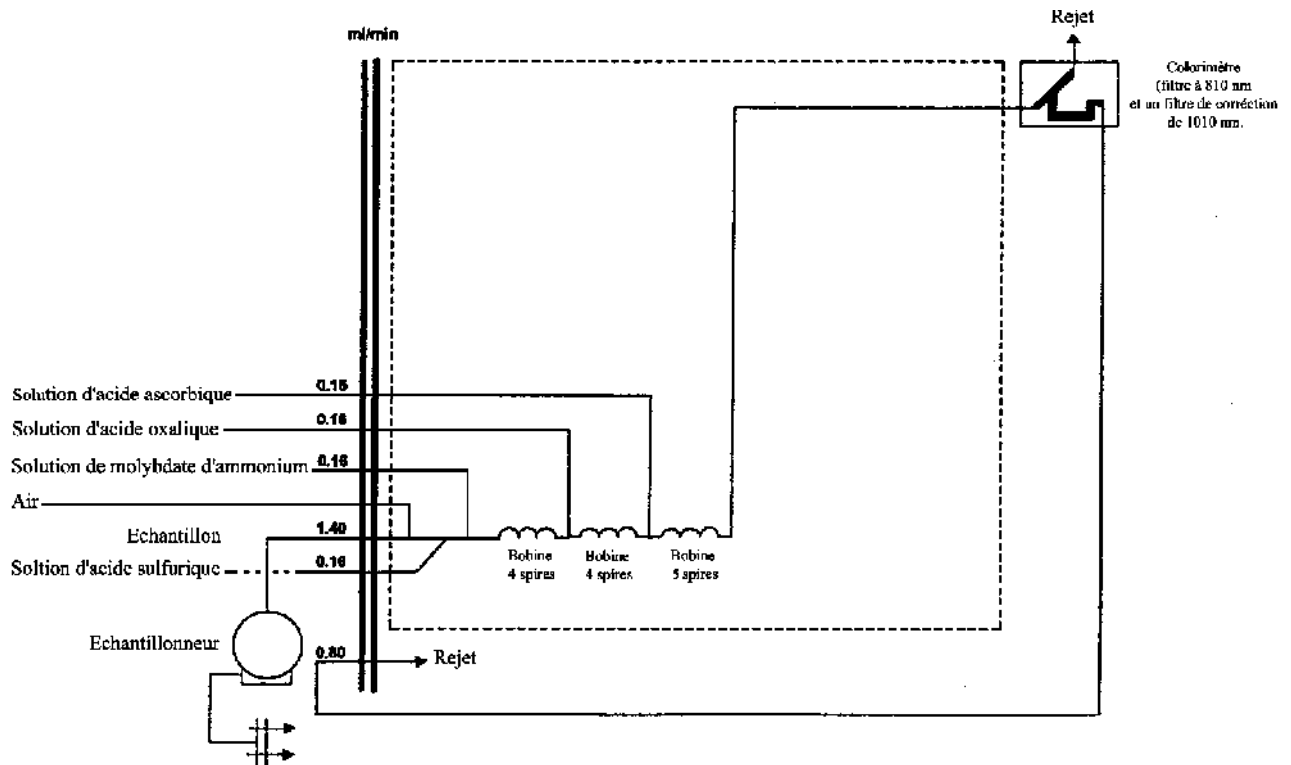 Rejet
ml/min
Colorimètre
(filtre à 810 nm
et un filtre de corréction
de 1010 nm.
Solution d'acide ascorbique
0.16
Solution d'acide oxalique
0.16
Solution de molybdate d'ammonium
0.16
Air
Echantillon
1.40
Soltion d'acide sulfurique
0.16
Bobine
4 spires
Bobine
4 spires
Bobine
5 spires
Echantillonneur
0.80
Rejet